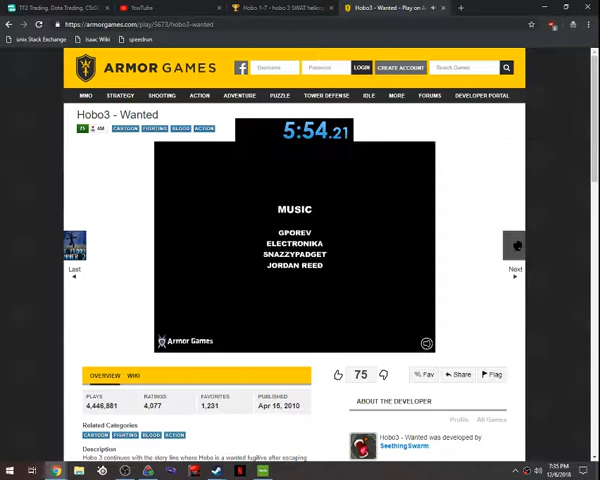 TF2 Trading, Dota Trading, CS:GO
YouTube
Hobo 1-7 - hobo 3 SWAT helicop
Hobo3 - Wanted - Play on A
https://armorgames.com/play/5673/hobo3-wanted
unix Stack Exchange
Isaac Wiki
speedrun
ARMOR GAMES
Username
Password
LOGIN
CREATE ACCOUNT
Search Games
MMO STRATEGY SHOOTING ACTION ADVENTURE PUZZLE TOWER DEFENSE IDLE MORE FORUMS DEVELOPER PORTAL
Hobo3 - Wanted
75
CARTOON FIGHTING BLOOD ACTION
5:54.21
MUSIC
GPOREV
ELECTRONIKA
SNAZZYPADGET
JORDAN REED
Last
Next
Armor Games
OVERVIEW WIKI
75
Fav Share Flag
PLAYS RATINGS FAVORITES PUBLISHED
4,446,881 4,077 1,231 Apr 15, 2010
ABOUT THE DEVELOPER
Profile All Games
Related Categories
CARTOON FIGHTING BLOOD ACTION
Hobo3 - Wanted was developed by
SeethingSwarm.
Description
Hobo 3 continues with the story line where Hobo is a wanted fugitive after escaping
7:35 PM
12/6/2018